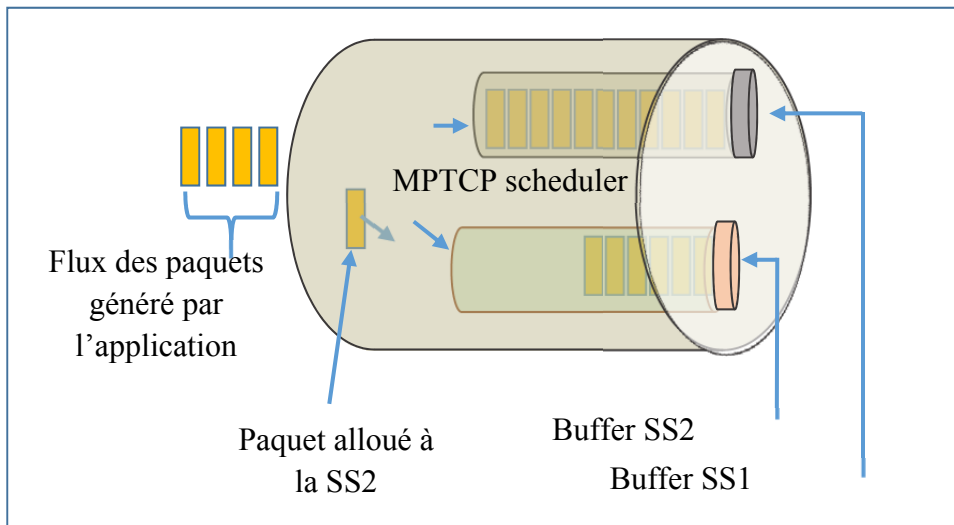 MPTCP scheduler
Flux des paquets
généré par
l’application
Paquet alloué à
la SS2
Buffer SS2
Buffer SS1